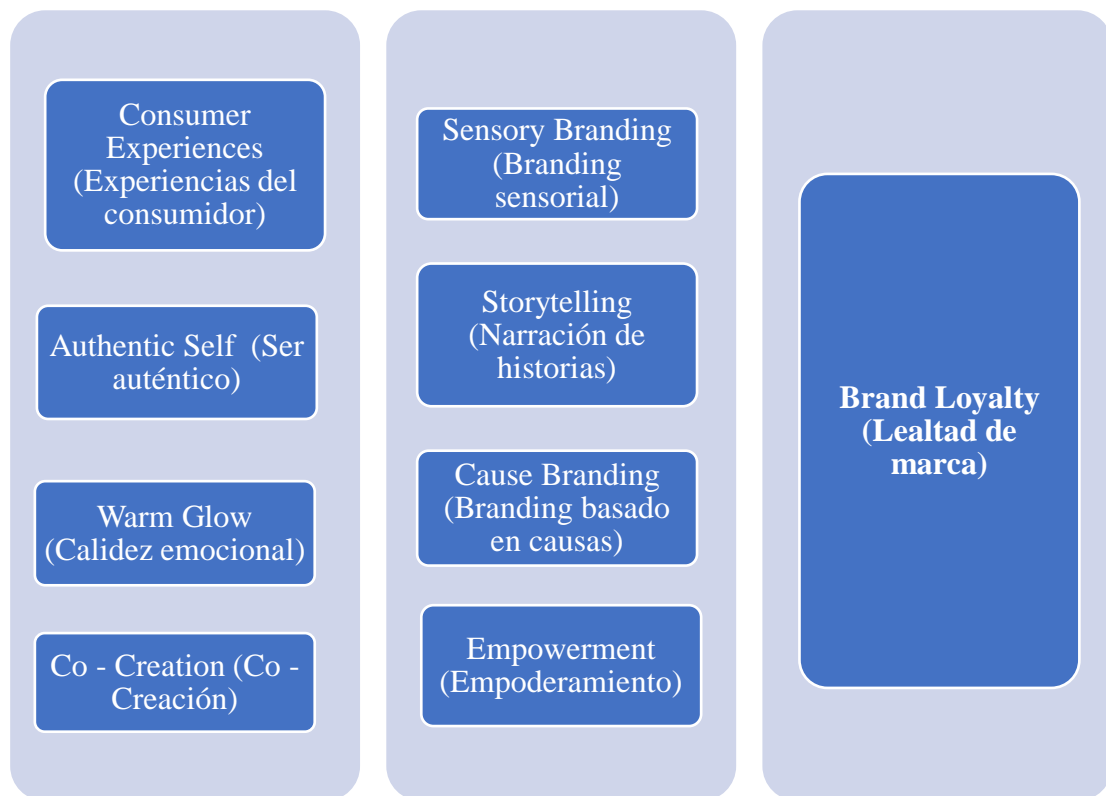 Consumer
Experiences
(Experiencias del
consumidor)
Authentic Self  (Ser
auténtico)
Warm Glow
(Calidez emocional)
Co - Creation (Co -
Creación)
Sensory Branding
(Branding
sensorial)
Storytelling
(Narración de
historias)
Cause Branding
(Branding basado
en causas)
Empowerment
(Empoderamiento)
Brand Loyalty
(Lealtad de
marca)